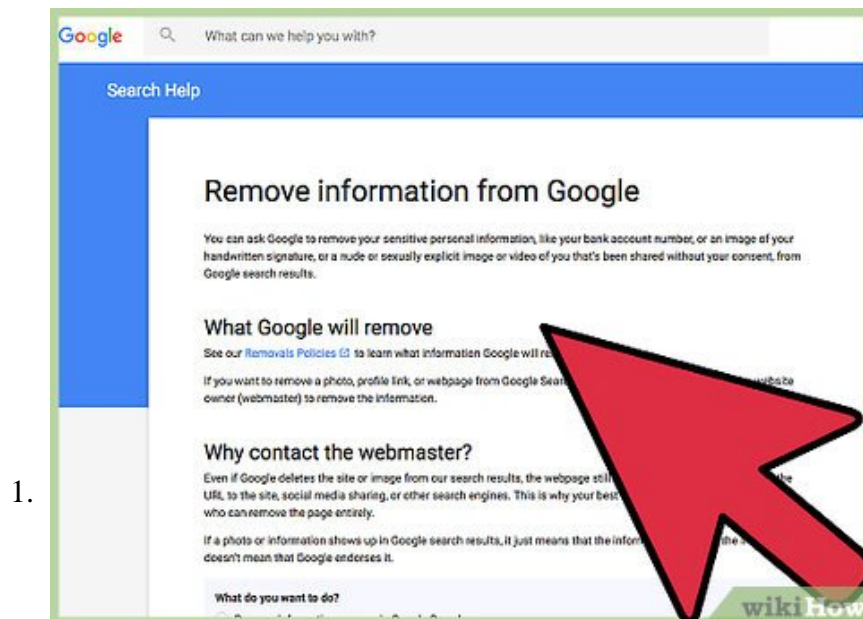 Google What can we help you with?
Search Help
Remove information from Google
You can ask Google to remove your sensitive personal information, like your bank account number, or an image of your
handwritten signature, or a nude or sexually explicit image or video of you that's been shared without your consent, from
Google search results.
What Google will remove
See our Removals Policies to learn what information Google will
If you want to remove a photo, profile link, or webpage from Google website
owner (webmaster) to remove the information.
Why contact the webmaster?
Even if Google deletes the site or image from our search results, the webpage still the
1.
URL to the site, social media sharing, or other search engines. This is why your best
who can remove the page entirely.
If a photo or information shows up in Google search results, it just means that the the
doesn't mean that Google endorses it.
What do you want to do?
wikiHow